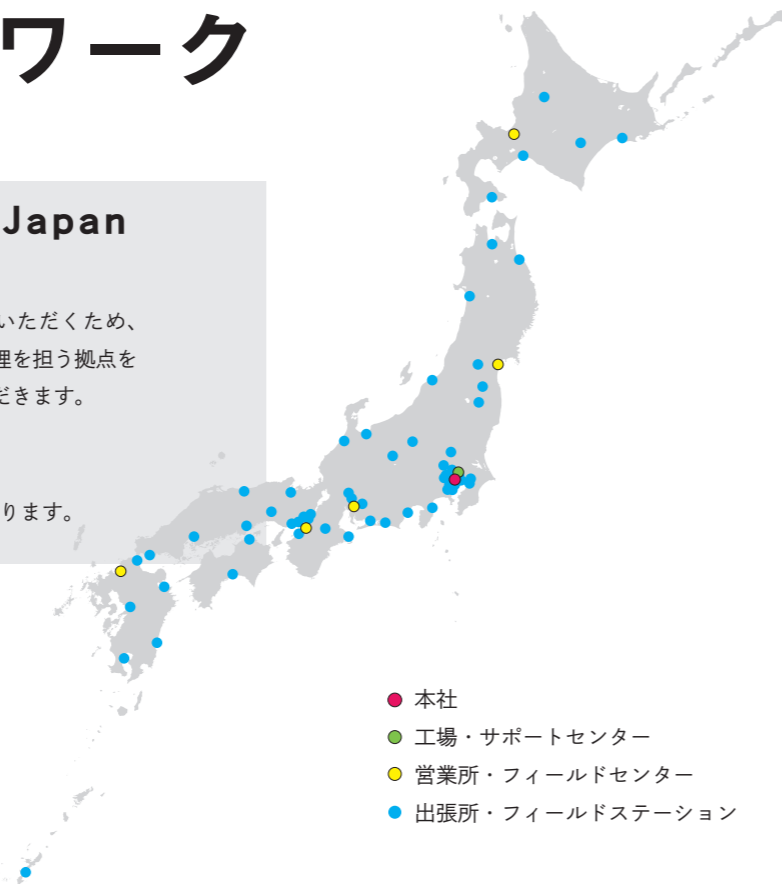 ワーク
Japan
いただくため、
理を担う拠点を
だきます。
ります。
本社
工場・サポートセンター
営業所・フィールドセンター
出張所・フィールドステーション